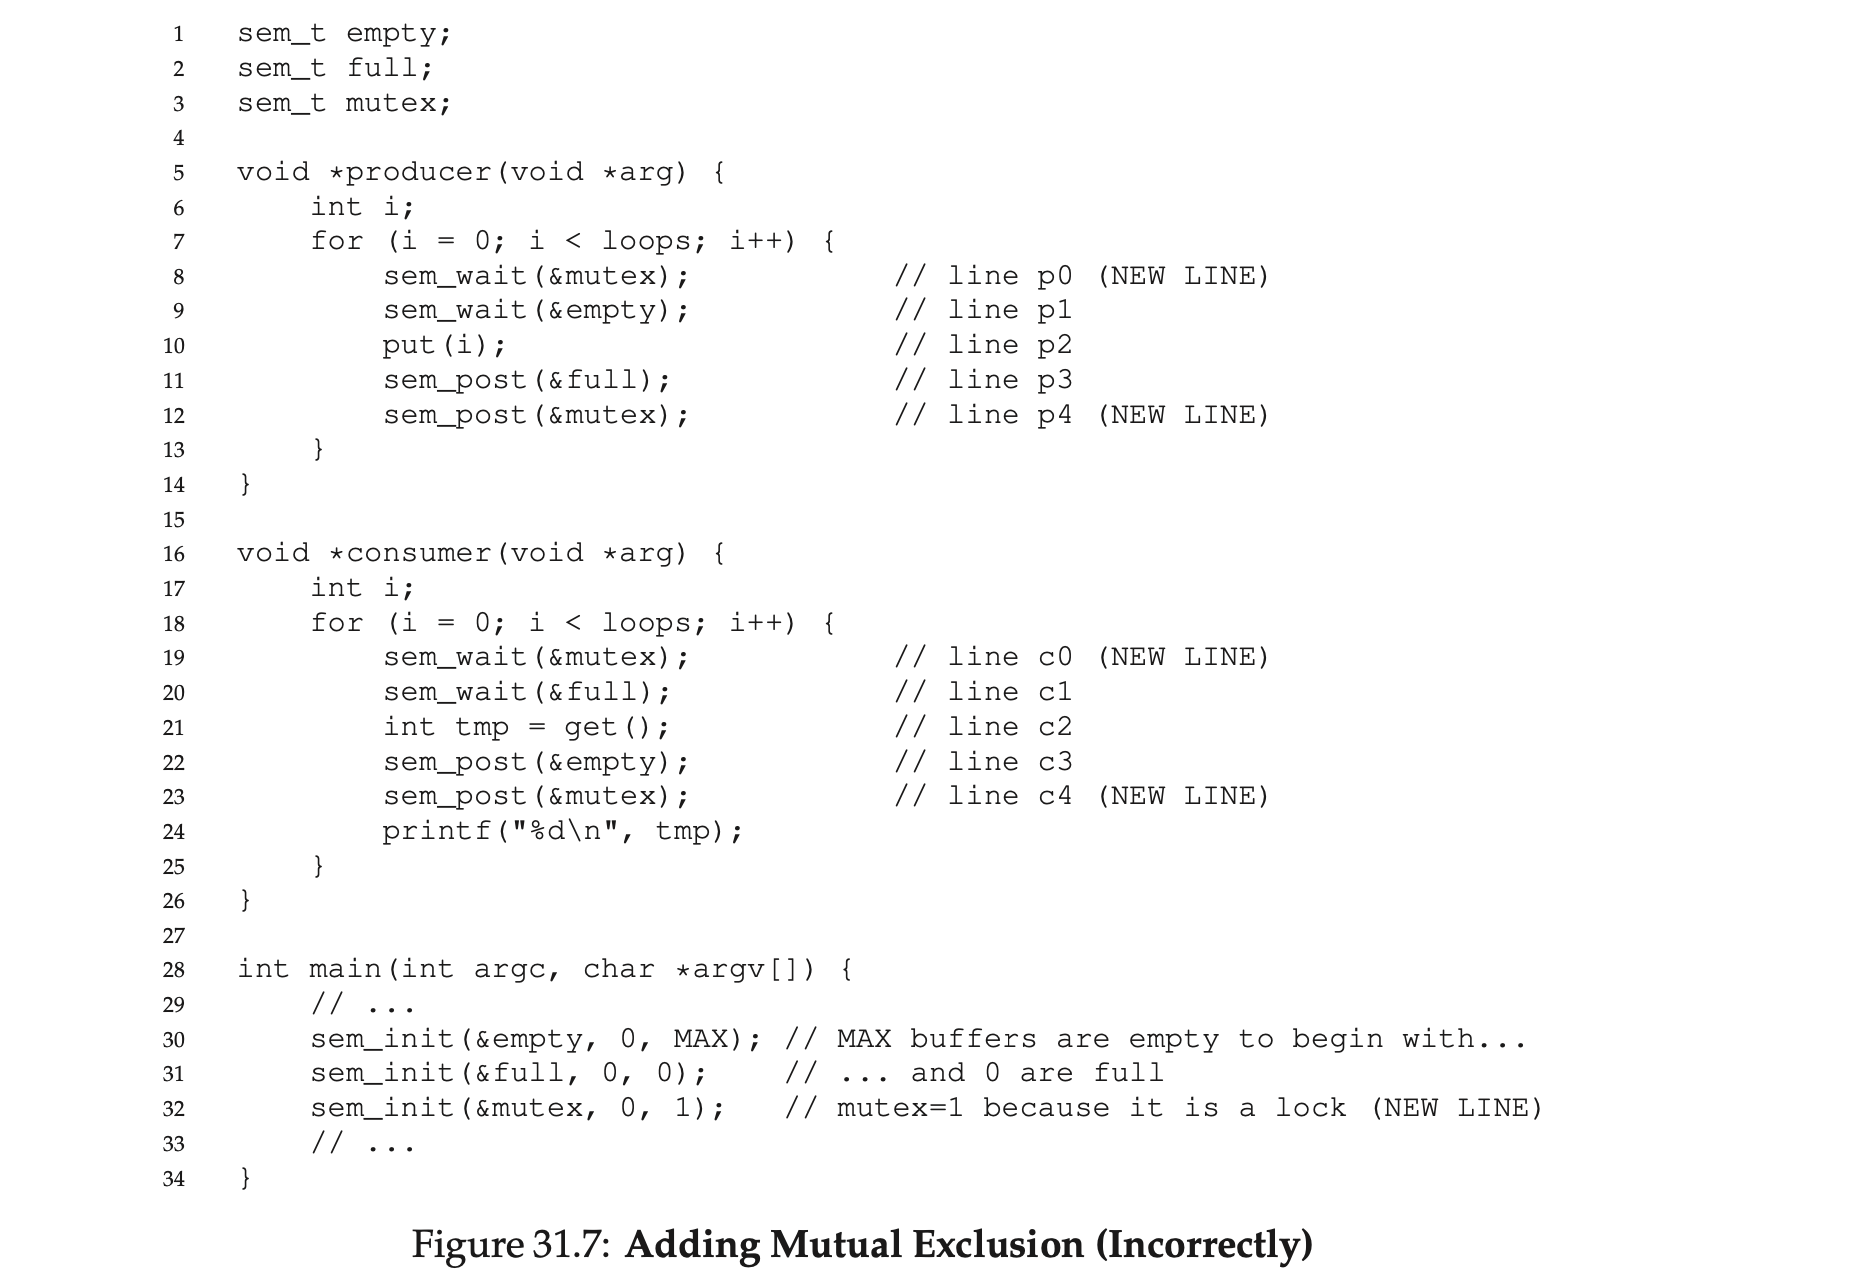 1 sem_t empty;
2 sem_t full;
3 sem_t mutex;
4
5 void *producer(void *arg) {
6     int i;
7     for (i = 0; i < loops; i++) {
8         sem_wait(&mutex);           // line p0 (NEW LINE)
9         sem_wait(&empty);           // line p1
10         put(i);                     // line p2
11         sem_post(&full);            // line p3
12         sem_post(&mutex);           // line p4 (NEW LINE)
13     }
14 }
15
16 void *consumer(void *arg) {
17     int i;
18     for (i = 0; i < loops; i++) {
19         sem_wait(&mutex);           // line c0 (NEW LINE)
20         sem_wait(&full);            // line c1
21         int tmp = get();            // line c2
22         sem_post(&empty);           // line c3
23         sem_post(&mutex);           // line c4 (NEW LINE)
24         printf("%d\n", tmp);
25     }
26 }
27
28 int main(int argc, char *argv[]) {
29     // ...
30     sem_init(&empty, 0, MAX); // MAX buffers are empty to begin with...
31     sem_init(&full, 0, 0);    // ... and 0 are full
32     sem_init(&mutex, 0, 1);   // mutex=1 because it is a lock (NEW LINE)
33     // ...
34 }
Figure 31.7: Adding Mutual Exclusion (Incorrectly)